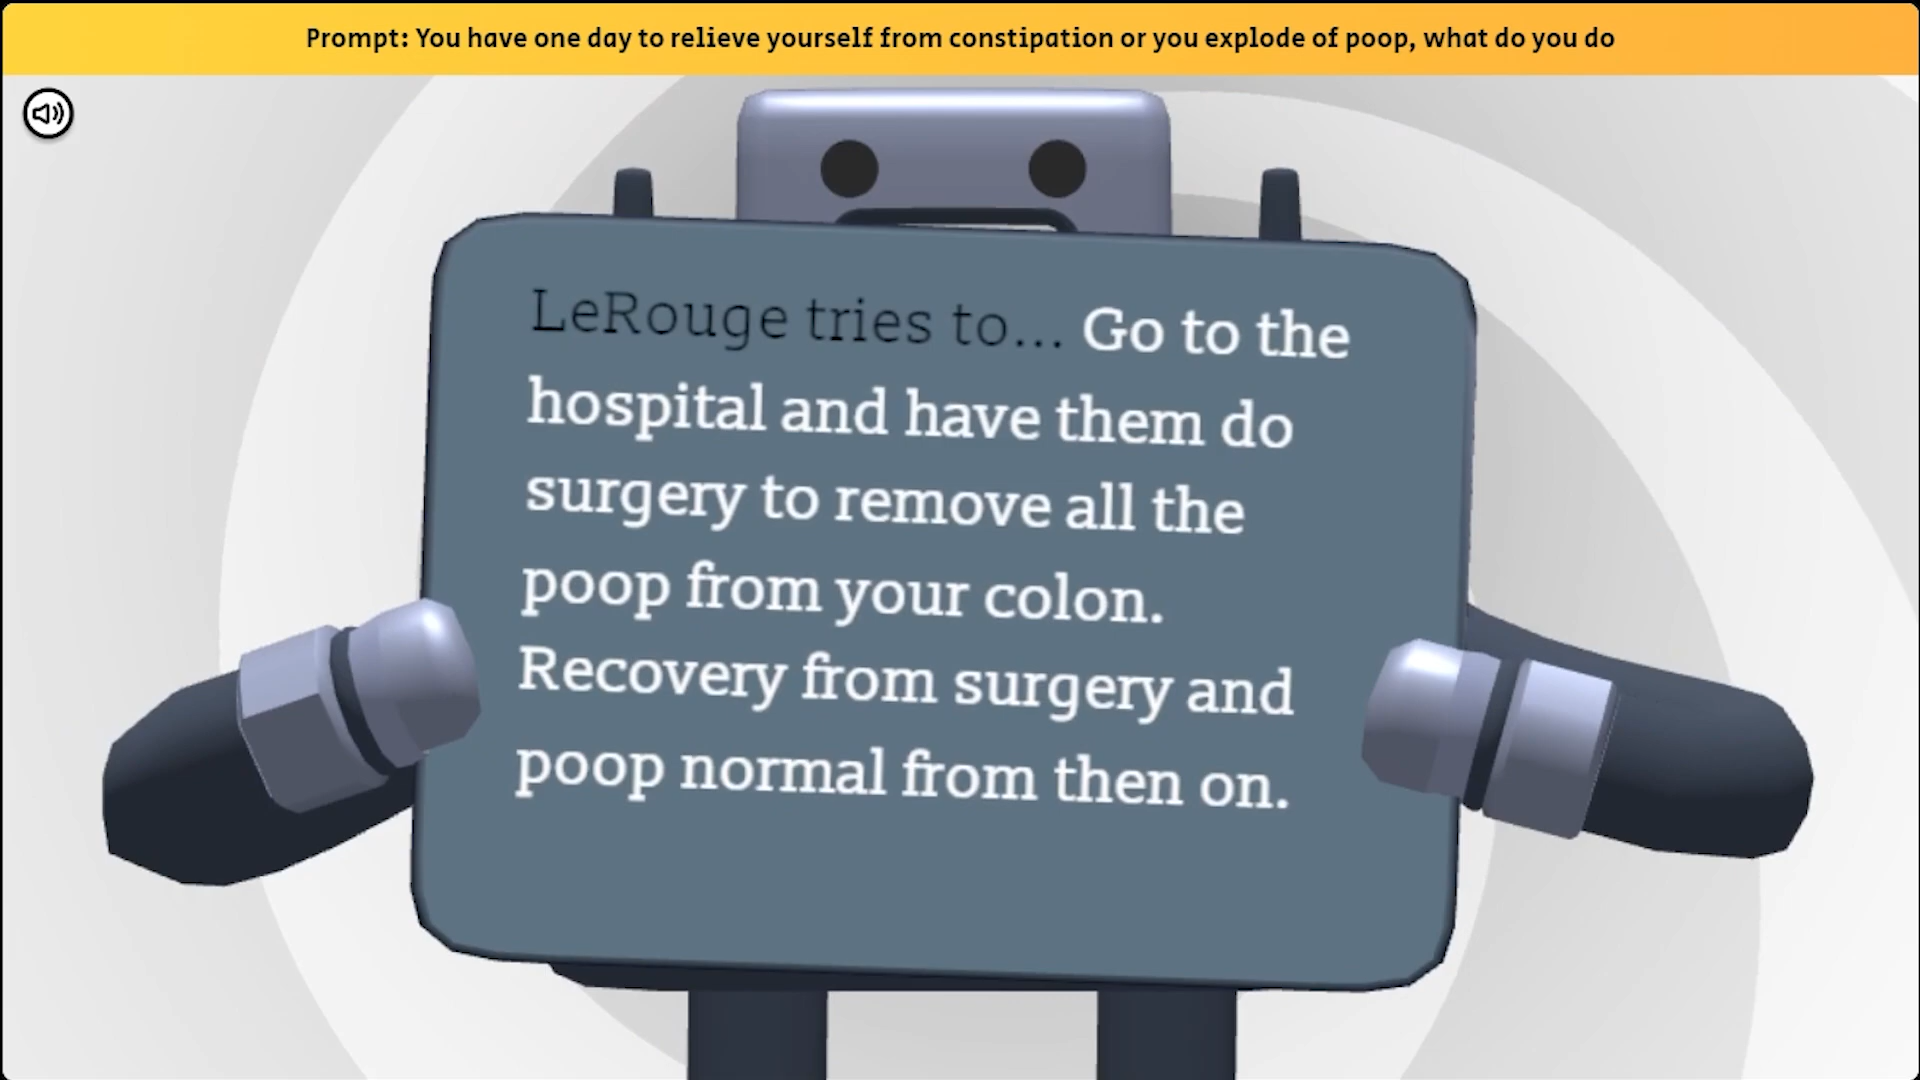 Prompt: You have one day to relieve yourself from constipation or you explode of poop, what do you do
LeRouge tries to... Go to the
hospital and have them do
surgery to remove all the
poop from your colon.
Recovery from surgery and
poop normal from then on.